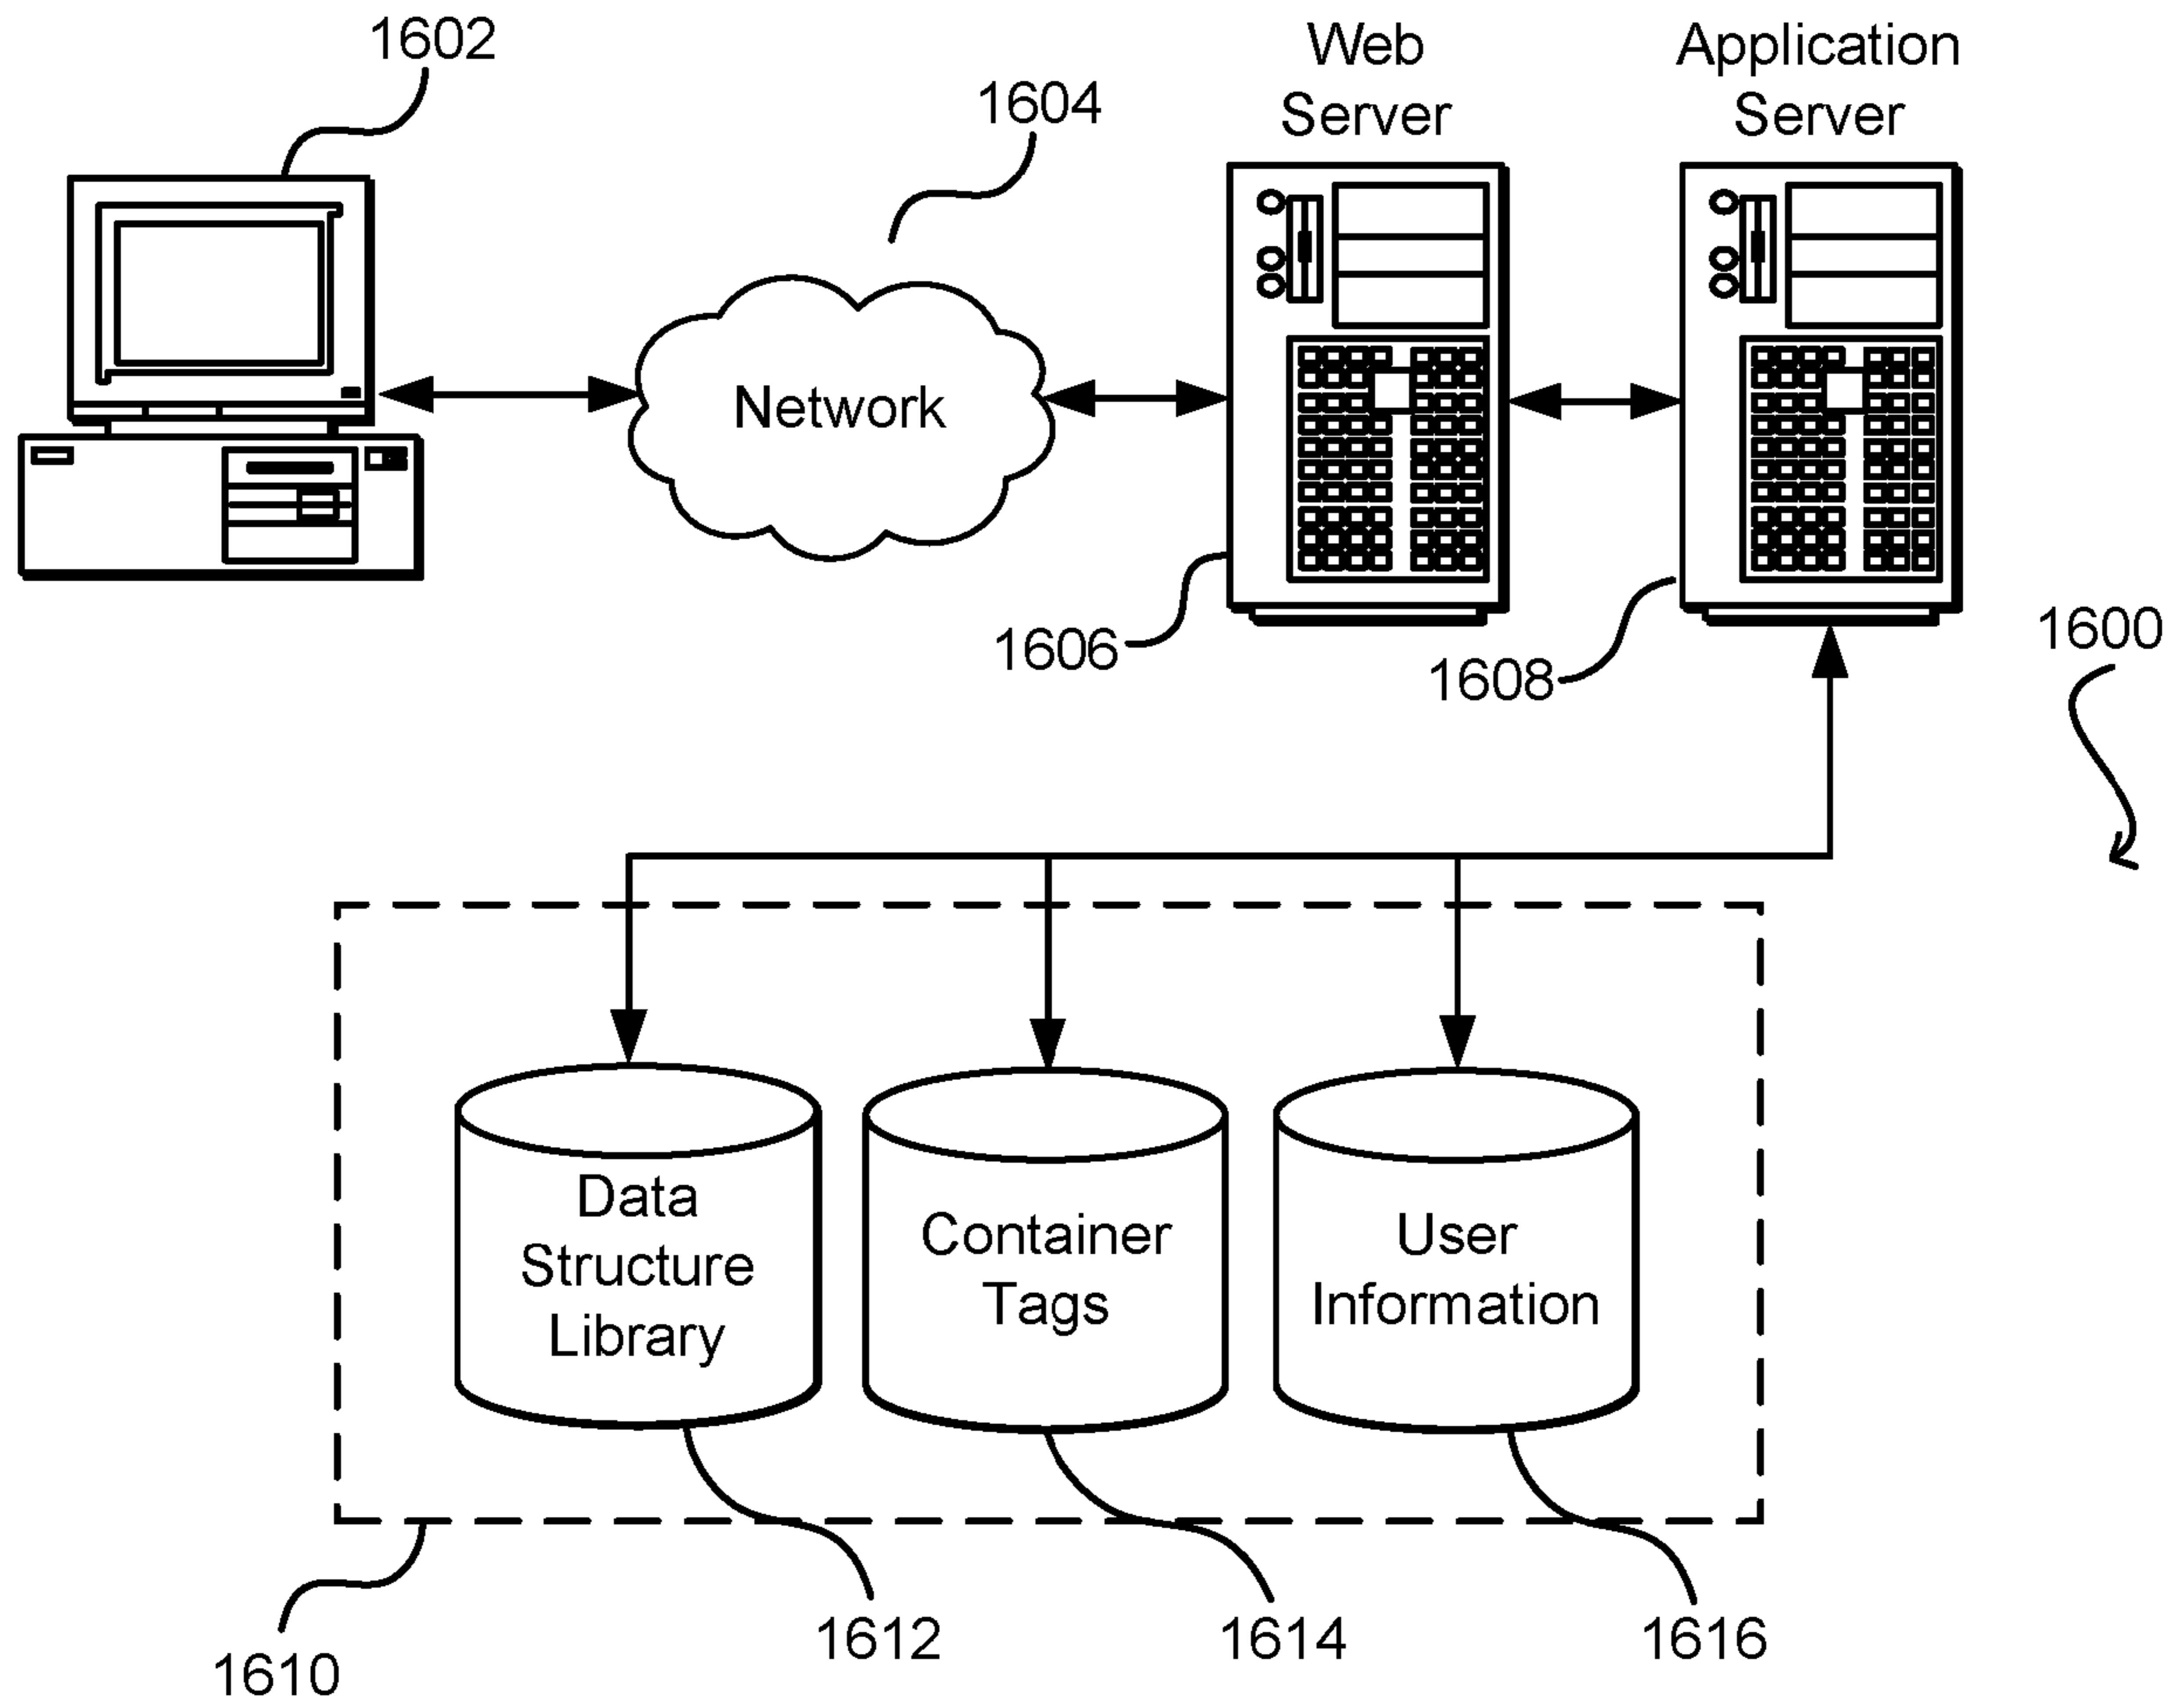 1602
1604
Web
Server
Application
Server
Network
1606
1608
1600
Data
Structure
Library
Container
Tags
User
Information
1610
1612
1614
1616